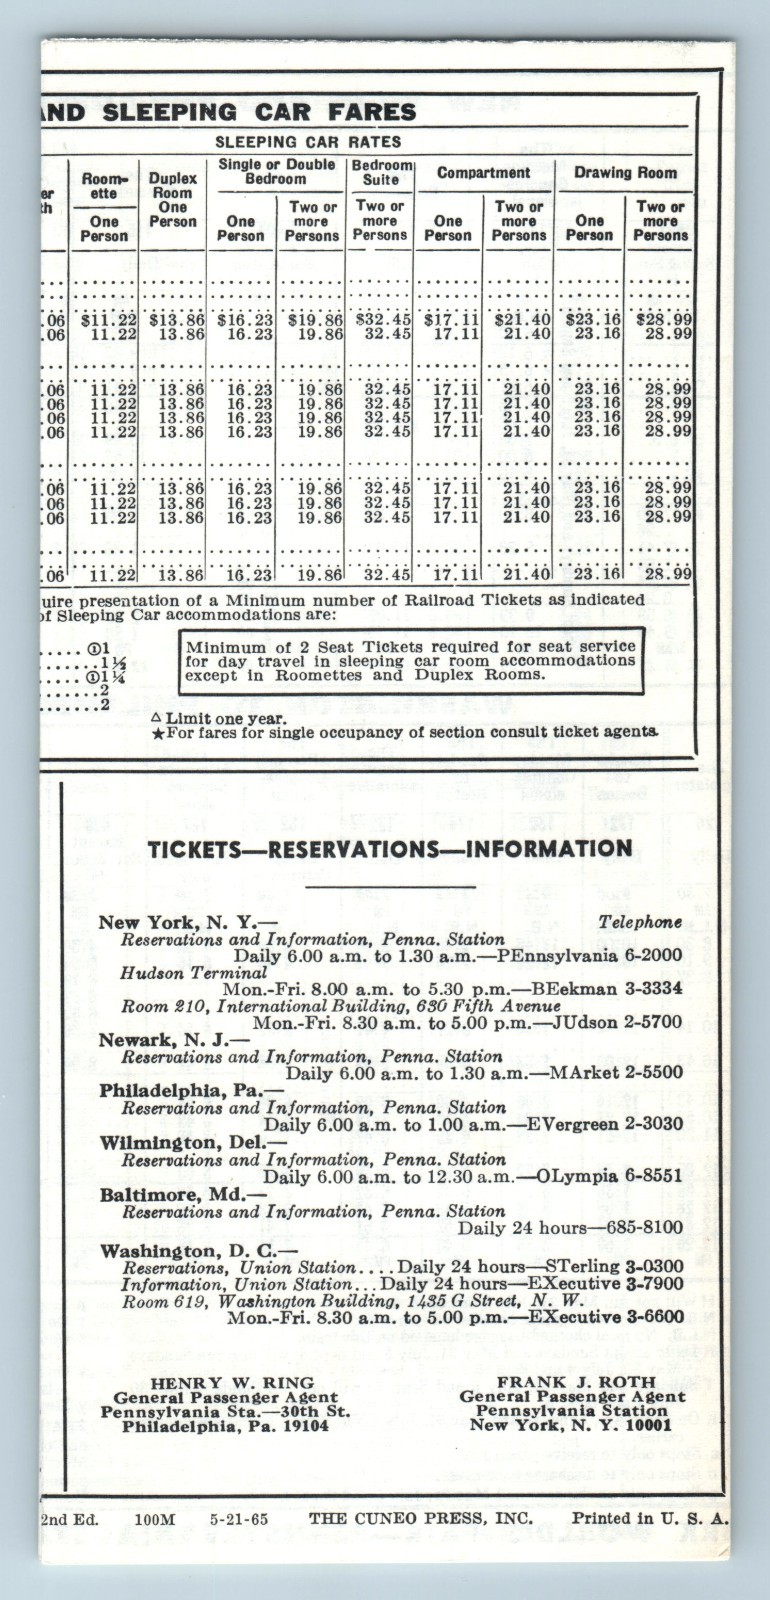 AND SLEEPING CAR FARES
SLEEPING CAR RATES
Room-ette One Person
Duplex Room One Person
Single or Double Bedroom One Person Two or more Persons
Bedroom Suite Two or more Persons
Compartment One Person Two or more Persons
Drawing Room One Person Two or more Persons
.06 $11.22 $13.86 $16.23 $19.86 $32.45 $17.11 $21.40 $23.16 $28.99
.06 11.22 13.86 16.23 19.86 32.45 17.11 21.40 23.16 28.99
.06 11.22 13.86 16.23 19.86 32.45 17.11 21.40 23.16 28.99
.06 11.22 13.86 16.23 19.86 32.45 17.11 21.40 23.16 28.99
.06 11.22 13.86 16.23 19.86 32.45 17.11 21.40 23.16 28.99
.06 11.22 13.86 16.23 19.86 32.45 17.11 21.40 23.16 28.99
.06 11.22 13.86 16.23 19.86 32.45 17.11 21.40 23.16 28.99
.06 11.22 13.86 16.23 19.86 32.45 17.11 21.40 23.16 28.99
.06 11.22 13.86 16.23 19.86 32.45 17.11 21.40 23.16 28.99
.06 11.22 13.86 16.23 19.86 32.45 17.11 21.40 23.16 28.99
uire presentation of a Minimum number of Railroad Tickets as indicated
of Sleeping Car accommodations are:
..... ①1
......1½
.....①1¼
.......2
.......2
Minimum of 2 Seat Tickets required for seat service
for day travel in sleeping car room accommodations
except in Roomettes and Duplex Rooms.
△ Limit one year.
★For fares for single occupancy of section consult ticket agents.
TICKETS—RESERVATIONS—INFORMATION
New York, N. Y.— Telephone
Reservations and Information, Penna. Station
Daily 6.00 a.m. to 1.30 a.m.—PEnnsylvania 6-2000
Hudson Terminal
Mon.-Fri. 8.00 a.m. to 5.30 p.m.—BEekman 3-3334
Room 210, International Building, 630 Fifth Avenue
Mon.-Fri. 8.30 a.m. to 5.00 p.m.—JUdson 2-5700
Newark, N. J.—
Reservations and Information, Penna. Station
Daily 6.00 a.m. to 1.30 a.m.—MArket 2-5500
Philadelphia, Pa.—
Reservations and Information, Penna. Station
Daily 6.00 a.m. to 1.00 a.m.—EVergreen 2-3030
Wilmington, Del.—
Reservations and Information, Penna. Station
Daily 6.00 a.m. to 12.30 a.m.—OLympia 6-8551
Baltimore, Md.—
Reservations and Information, Penna. Station
Daily 24 hours—685-8100
Washington, D. C.—
Reservations, Union Station....Daily 24 hours—STerling 3-0300
Information, Union Station...Daily 24 hours—EXecutive 3-7900
Room 619, Washington Building, 1435 G Street, N. W.
Mon.-Fri. 8.30 a.m. to 5.00 p.m.—EXecutive 3-6600
HENRY W. RING
General Passenger Agent
Pennsylvania Sta.—30th St.
Philadelphia, Pa. 19104
FRANK J. ROTH
General Passenger Agent
Pennsylvania Station
New York, N. Y. 10001
2nd Ed. 100M 5-21-65 THE CUNEO PRESS, INC. Printed in U. S. A.